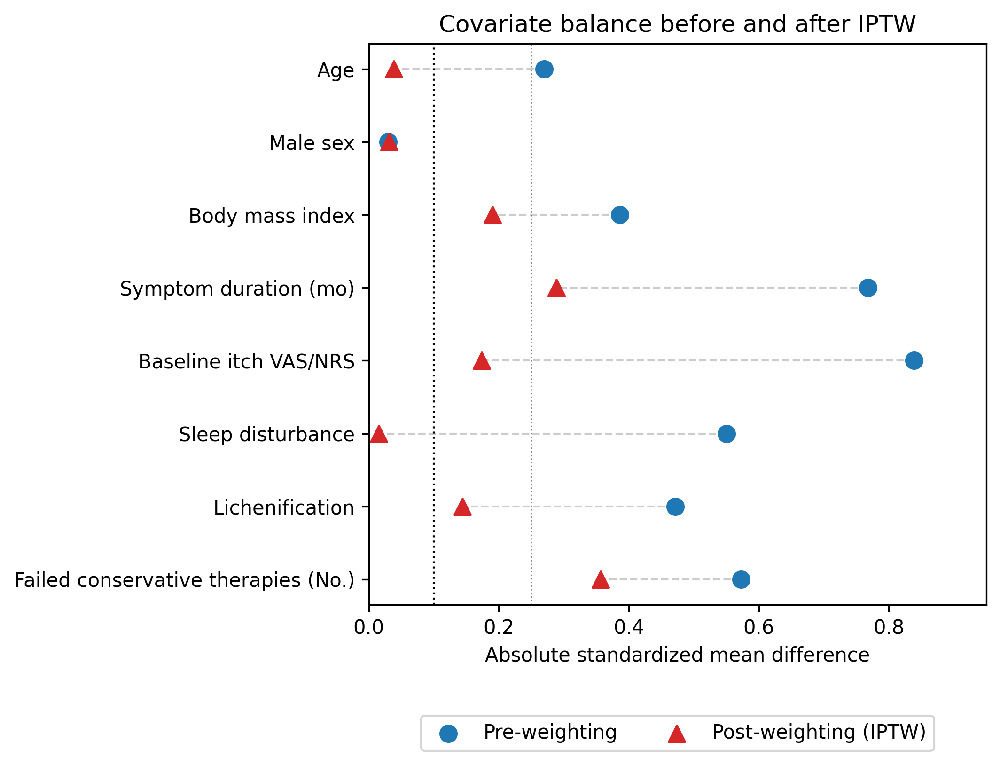 Covariate balance before and after IPTW
Age
Male sex
Body mass index
Symptom duration (mo)
Baseline itch VAS/NRS
Sleep disturbance
Lichenification
Failed conservative therapies (No.)
0.0 0.2 0.4 0.6 0.8
Absolute standardized mean difference
Pre-weighting Post-weighting (IPTW)